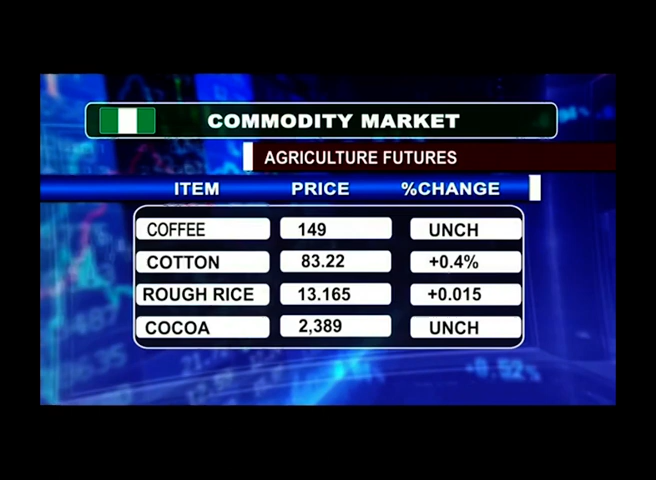 COMMODITY MARKET
AGRICULTURE FUTURES
ITEM PRICE %CHANGE
COFFEE 149 UNCH
COTTON 83.22 +0.4%
ROUGH RICE 13.165 +0.015
COCOA 2,389 UNCH